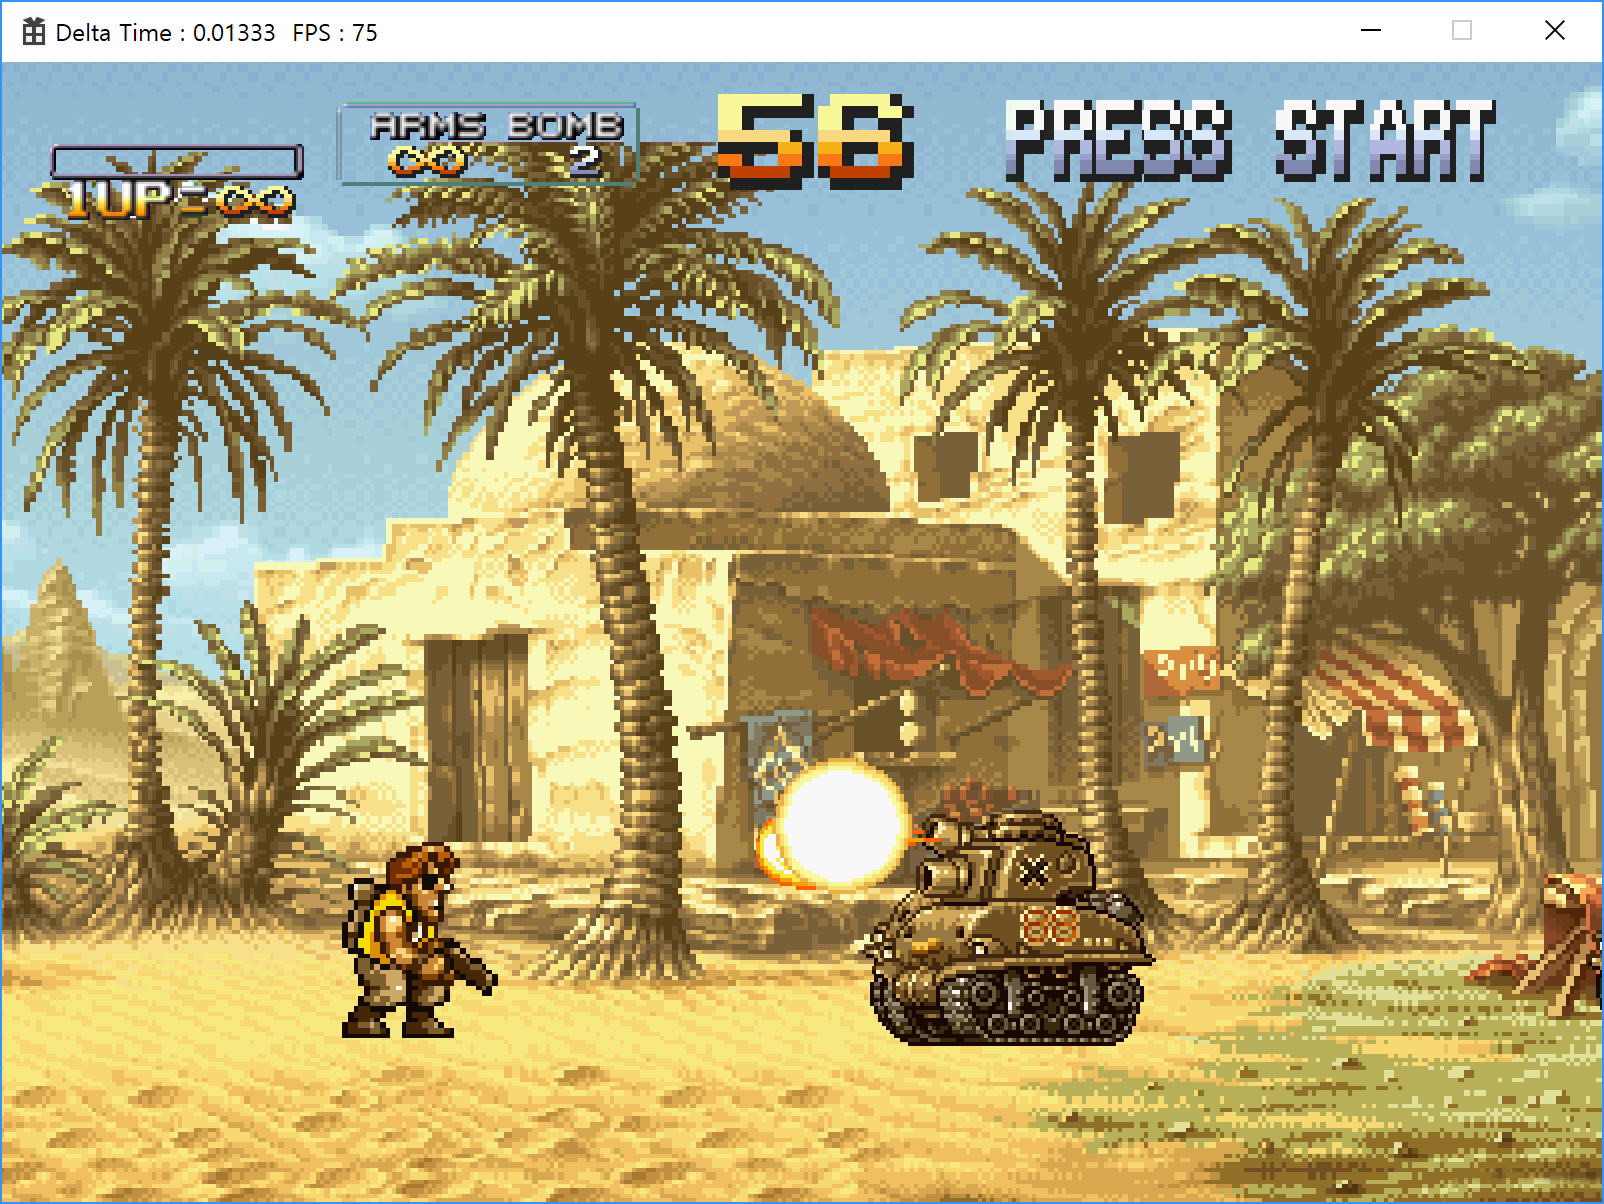 Delta Time : 0.01333 FPS : 75
ARMS BOMB
∞ 2
1UP=∞
56
PRESS START
88